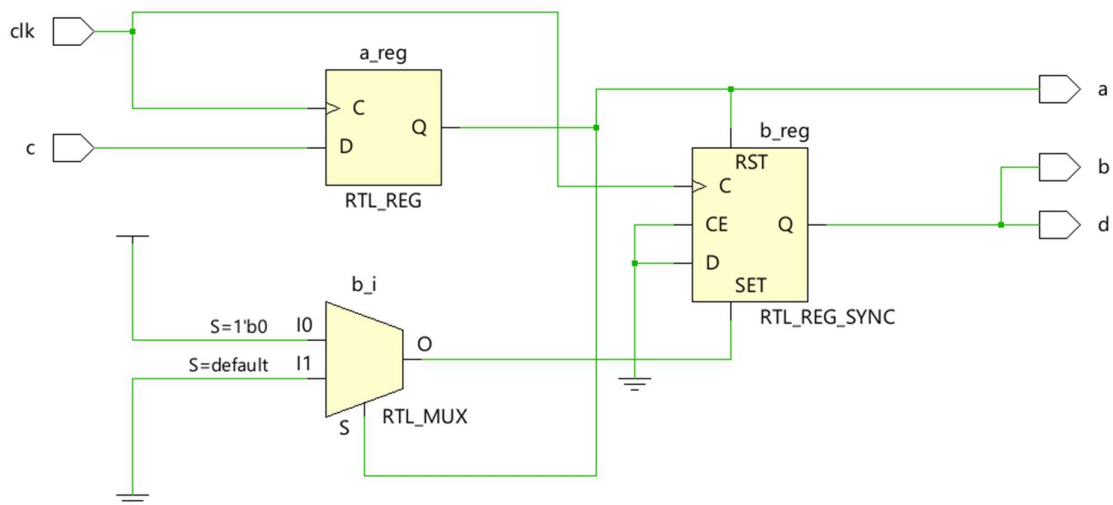 clk
a_reg
C
Q
a
c
D
RTL_REG
b_reg
RST
C
b
CE
Q
d
D
SET
RTL_REG_SYNC
b_i
S=1'b0
I0
O
S=default
I1
S
RTL_MUX